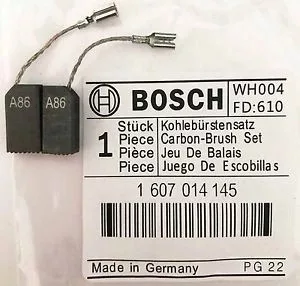 A86 A86
BOSCH
WH004
FD:610
1
Stück Kohlebürstensatz
Piece Carbon-Brush Set
Pièce Jeu De Balais
Pieza Juego De Escobillas
1 607 014 145
Made in Germany PG 22